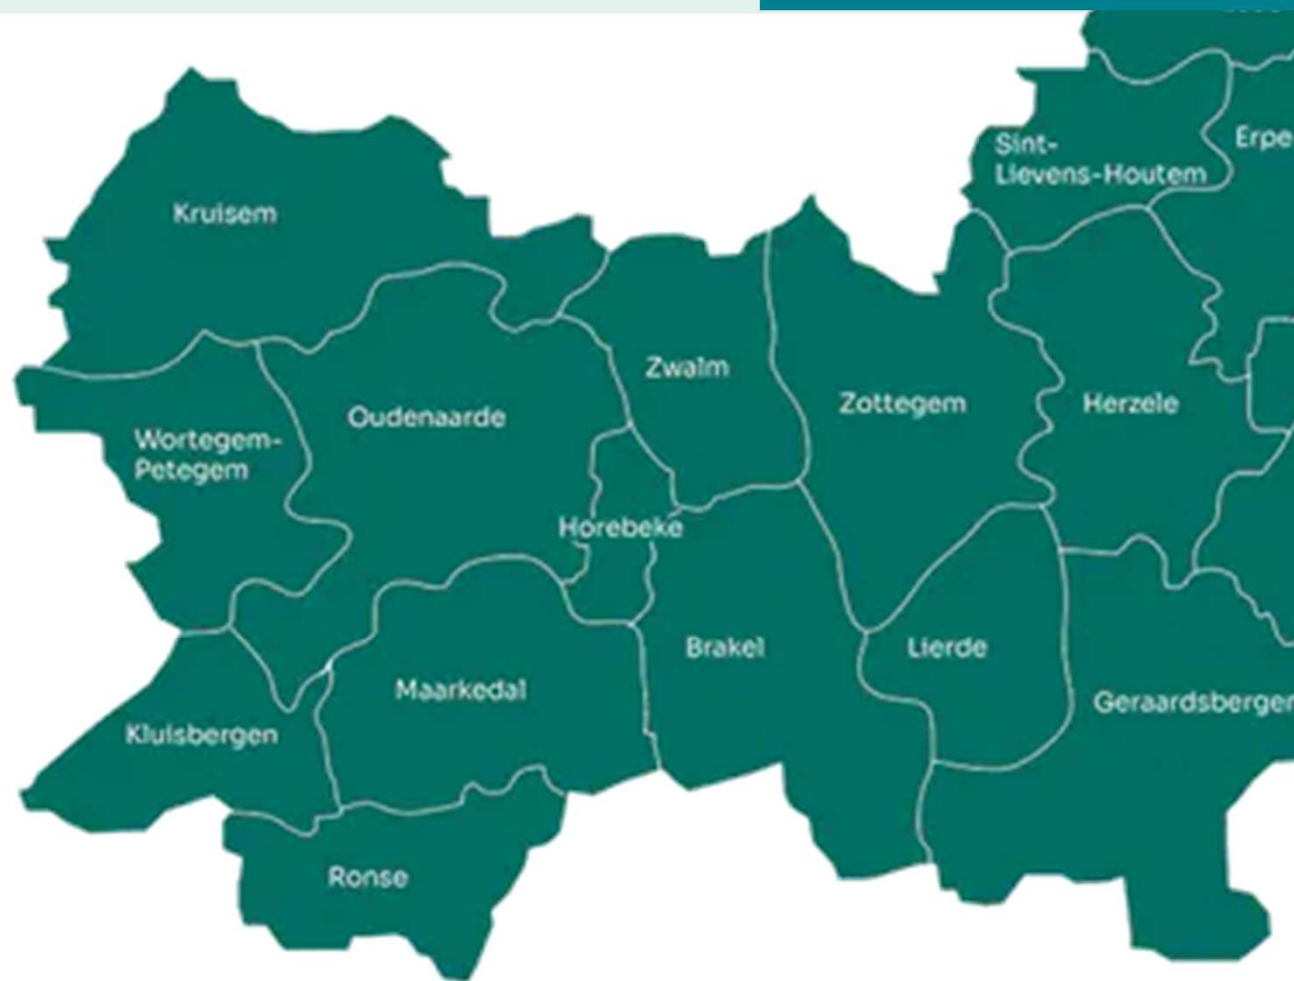 Sint-
Lievens-Houtem
Erpe
Kruisem
Zwalm
Zottegem
Herzele
Oudenaarde
Wortegem-
Petegem
Horebeke
Brakel
Lierde
Maarkedal
Geraardsbergen
Kluisbergen
Ronse